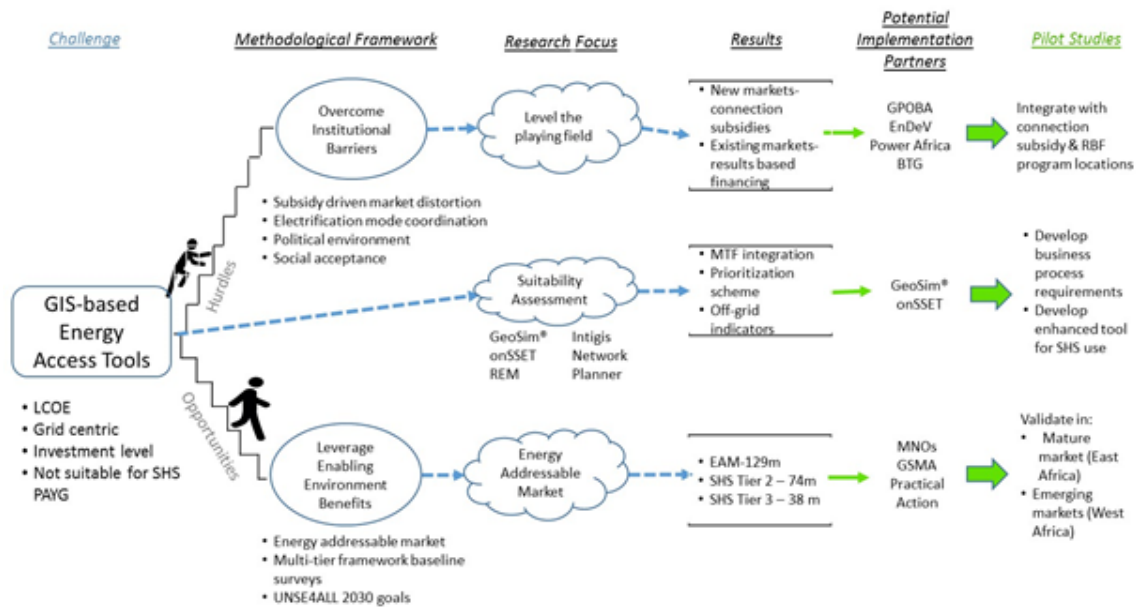 Challenge
Methodological Framework
Research Focus
Results
Potential
Implementation
Partners
Pilot Studies
Overcome
Institutional
Barriers
Level the
playing field
• New markets-
connection
subsidies
• Existing markets-
results based
financing
GPOBA
EnDeV
Power Africa
BTG
Integrate with
connection
subsidy & RBF
program locations
• Subsidy driven market distortion
• Electrification mode coordination
• Political environment
• Social acceptance
Hurdles
GIS-based
Energy
Access Tools
• LCOE
• Grid centric
• Investment level
• Not suitable for SHS
PAYG
Suitability
Assessment
GeoSim®
onSSET
REM
Intigis
Network
Planner
• MTF integration
• Prioritization
scheme
• Off-grid
indicators
GeoSim®
onSSET
• Develop
business
process
requirements
• Develop
enhanced tool
for SHS use
Opportunities
Leverage
Enabling
Environment
Benefits
Energy
Addressable
Market
• EAM-129m
• SHS Tier 2 – 74m
• SHS Tier 3 – 38 m
MNOs
GSMA
Practical
Action
Validate in:
• Mature
market (East
Africa)
• Emerging
markets (West
Africa)
• Energy addressable market
• Multi-tier framework baseline
surveys
• UNSE4ALL 2030 goals